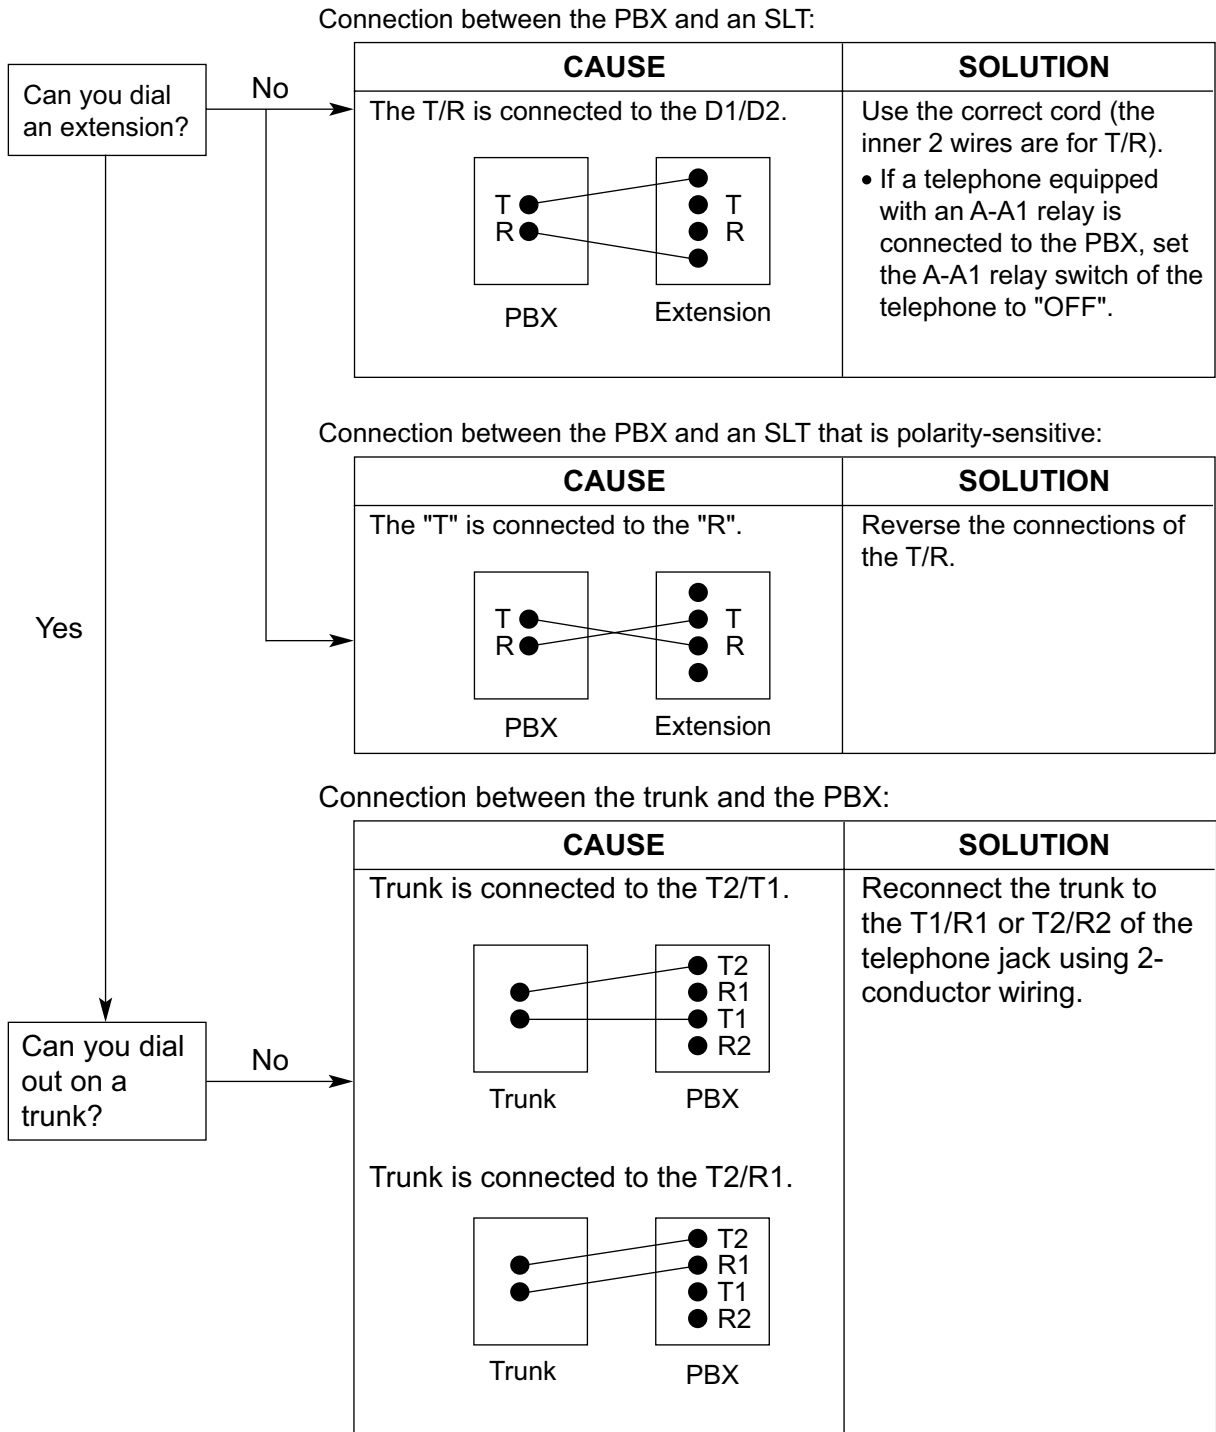 Connection between the PBX and an SLT:
Can you dial
an extension?
No
CAUSE
SOLUTION
The T/R is connected to the D1/D2.
T
R
T
R
PBX
Extension
Use the correct cord (the
inner 2 wires are for T/R).
• If a telephone equipped
with an A-A1 relay is
connected to the PBX, set
the A-A1 relay switch of the
telephone to "OFF".
Connection between the PBX and an SLT that is polarity-sensitive:
CAUSE
SOLUTION
The "T" is connected to the "R".
T
R
T
R
PBX
Extension
Reverse the connections of
the T/R.
Yes
Connection between the trunk and the PBX:
Can you dial
out on a
trunk?
No
CAUSE
SOLUTION
Trunk is connected to the T2/T1.
T2
R1
T1
R2
Trunk
PBX
Trunk is connected to the T2/R1.
T2
R1
T1
R2
Trunk
PBX
Reconnect the trunk to
the T1/R1 or T2/R2 of the
telephone jack using 2-
conductor wiring.